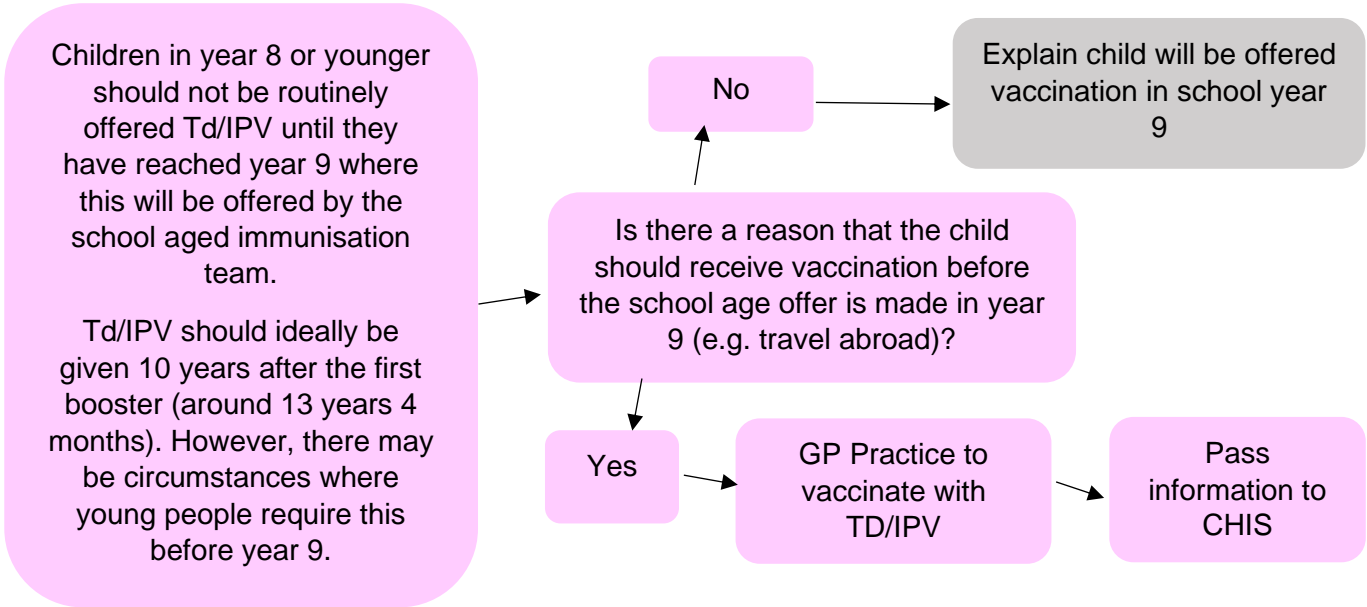 Children in year 8 or younger
should not be routinely
offered Td/IPV until they
have reached year 9 where
this will be offered by the
school aged immunisation
team.
Td/IPV should ideally be
given 10 years after the first
booster (around 13 years 4
months). However, there may
be circumstances where
young people require this
before year 9.
Is there a reason that the child
should receive vaccination before
the school age offer is made in year
9 (e.g. travel abroad)?
No
Explain child will be offered
vaccination in school year
9
Yes
GP Practice to
vaccinate with
TD/IPV
Pass
information to
CHIS